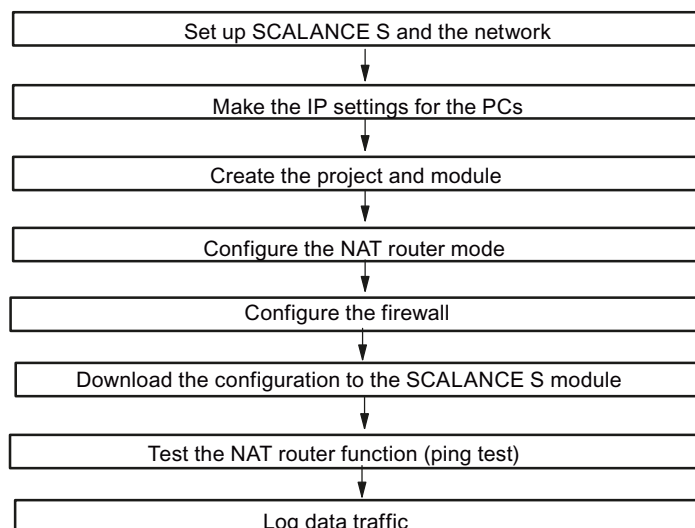 Set up SCALANCE S and the network
Make the IP settings for the PCs
Create the project and module
Configure the NAT router mode
Configure the firewall
Download the configuration to the SCALANCE S module
Test the NAT router function (ping test)
Log data traffic